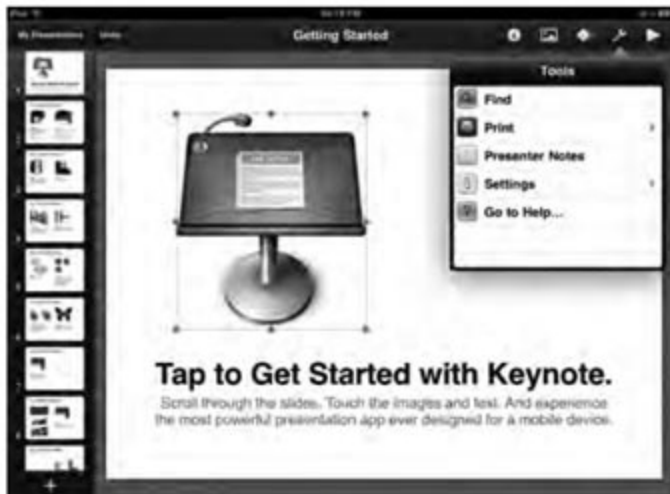 My Presentations
Undo
Getting Started
Tools
Find
Print
Presenter Notes
Settings
Go to Help...
Tap to Get Started with Keynote.
Scroll through the slides. Touch the images and text. And experience
the most powerful presentation app ever designed for a mobile device.